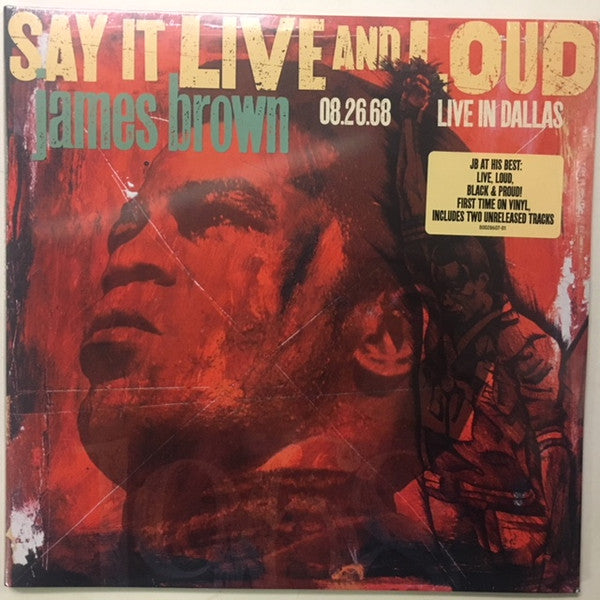 SAY IT LIVE AND LOUD
james brown
08.26.68 LIVE IN DALLAS
JB AT HIS BEST:
LIVE, LOUD,
BLACK & PROUD!
FIRST TIME ON VINYL,
INCLUDES TWO UNRELEASED TRACKS